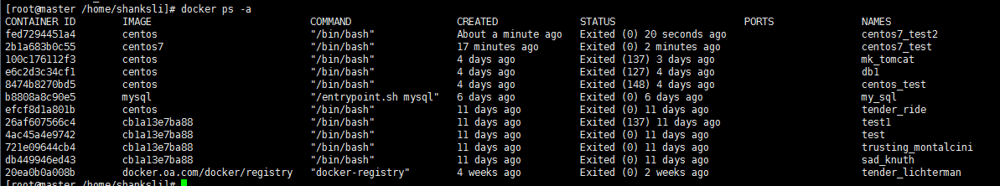 [root@master /home/shanksli]# docker ps -a
CONTAINER ID        IMAGE                           COMMAND                CREATED              STATUS                      PORTS               NAMES
fed7294451a4        centos                          "/bin/bash"            About a minute ago   Exited (0) 20 seconds ago                       centos7_test2
2b1a683b0c55        centos7                         "/bin/bash"            17 minutes ago       Exited (0) 2 minutes ago                        centos7_test
100c176112f3        centos                          "/bin/bash"            4 days ago           Exited (137) 3 days ago                         mk_tomcat
e6c2d3c34cf1        centos                          "/bin/bash"            4 days ago           Exited (127) 4 days ago                         db1
8474b8270bd5        centos                          "/bin/bash"            4 days ago           Exited (148) 4 days ago                         centos_test
b8808a8c90e5        mysql                           "/entrypoint.sh mysql"   6 days ago           Exited (0) 6 days ago                           my_sql
efcf8d1a801b        centos                          "/bin/bash"            11 days ago          Exited (0) 11 days ago                          tender_ride
26af607566c4        cb1a13e7ba88                    "/bin/bash"            11 days ago          Exited (137) 11 days ago                        test1
4ac45a4e9742        cb1a13e7ba88                    "/bin/bash"            11 days ago          Exited (0) 11 days ago                          test
721e09644cb4        cb1a13e7ba88                    "/bin/bash"            11 days ago          Exited (0) 11 days ago                          trusting_montalcini
db449946ed43        cb1a13e7ba88                    "/bin/bash"            11 days ago          Exited (0) 11 days ago                          sad_knuth
20ea0b0a008b        docker.oa.com/docker/registry   "docker-registry"      4 weeks ago          Exited (0) 2 weeks ago                          tender_lichterman
[root@master /home/shanksli]#